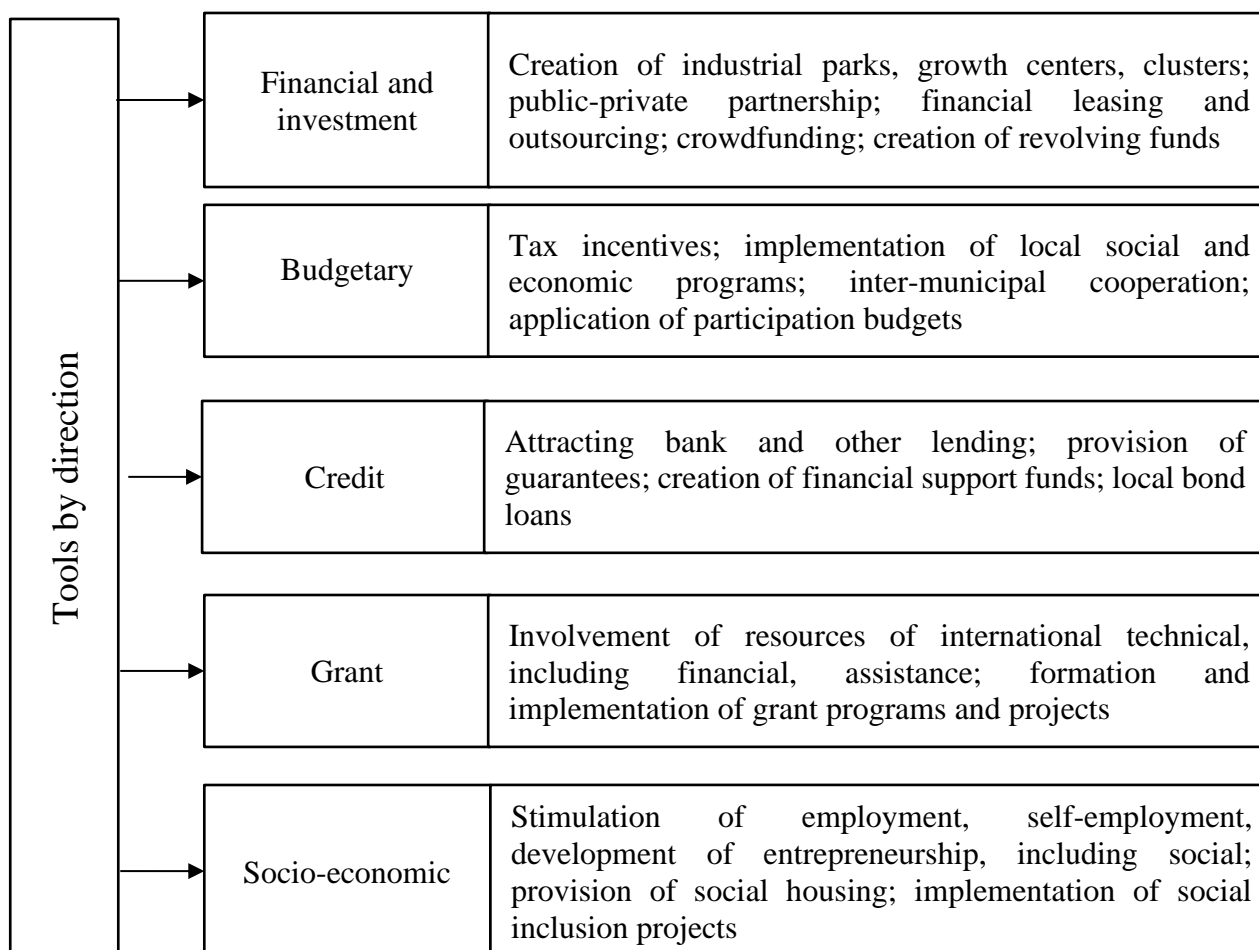 Tools by direction
Financial and
investment
Creation of industrial parks, growth centers, clusters;
public-private partnership; financial leasing and
outsourcing; crowdfunding; creation of revolving funds
Budgetary
Tax incentives; implementation of local social and
economic programs; inter-municipal cooperation;
application of participation budgets
Credit
Attracting bank and other lending; provision of
guarantees; creation of financial support funds; local bond
loans
Grant
Involvement of resources of international technical,
including financial, assistance; formation and
implementation of grant programs and projects
Socio-economic
Stimulation of employment, self-employment,
development of entrepreneurship, including social;
provision of social housing; implementation of social
inclusion projects